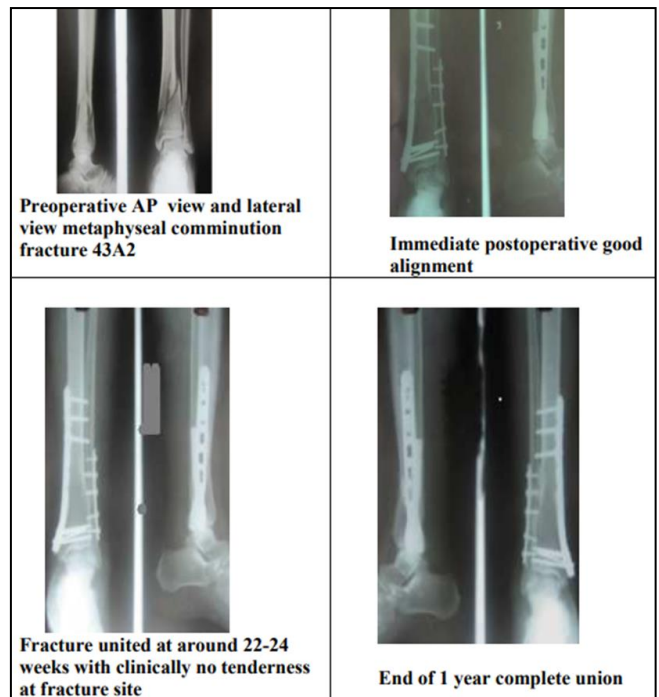 Preoperative AP view and lateral
view metaphyseal comminution
fracture 43A2
Immediate postoperative good
alignment
Fracture united at around 22-24
weeks with clinically no tenderness
at fracture site
End of 1 year complete union